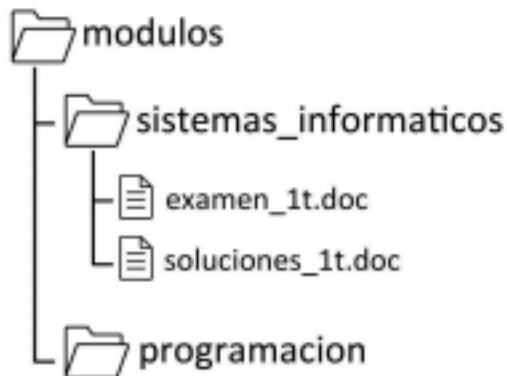 modulos
sistemas_informaticos
examen_1t.doc
soluciones_1t.doc
programacion